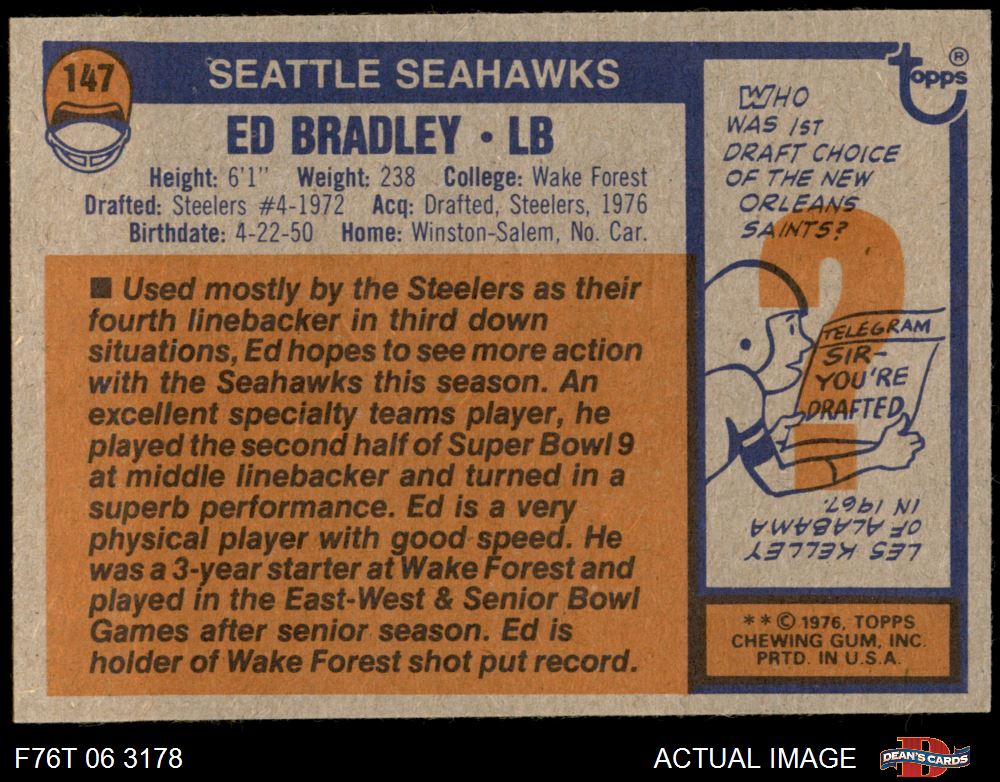 147
SEATTLE SEAHAWKS
ED BRADLEY • LB
Height: 6'1" Weight: 238 College: Wake Forest
Drafted: Steelers #4-1972 Acq: Drafted, Steelers, 1976
Birthdate: 4-22-50 Home: Winston-Salem, No. Car.
■ Used mostly by the Steelers as their
fourth linebacker in third down
situations, Ed hopes to see more action
with the Seahawks this season. An
excellent specialty teams player, he
played the second half of Super Bowl 9
at middle linebacker and turned in a
superb performance. Ed is a very
physical player with good speed. He
was a 3-year starter at Wake Forest and
played in the East-West & Senior Bowl
Games after senior season. Ed is
holder of Wake Forest shot put record.
topps®
WHO
WAS 1ST
DRAFT CHOICE
OF THE NEW
ORLEANS
SAINTS?
?
TELEGRAM
SIR-
YOU'RE
DRAFTED
LES KELLEY
OF ALABAMA
IN 1967.
**© 1976, TOPPS
CHEWING GUM, INC.
PRTD. IN U.S.A.
F76T 06 3178
ACTUAL IMAGE
DEAN'S CARDS